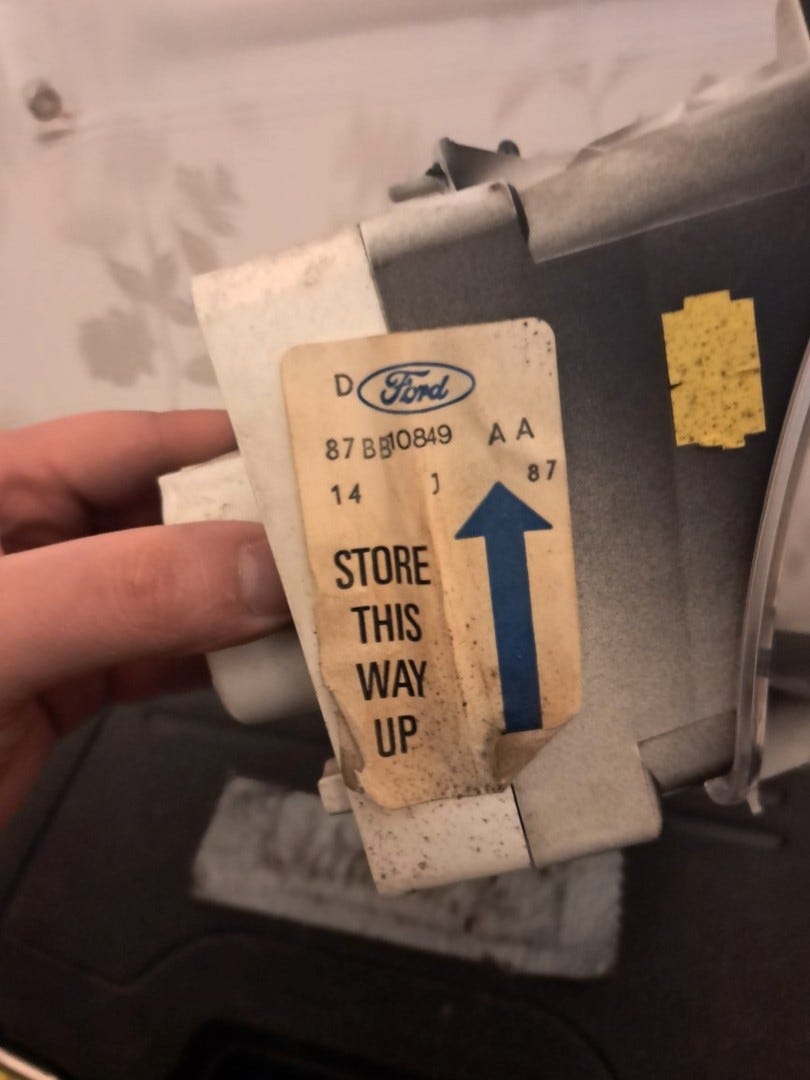 D Ford
87BB10849 AA
14 J 87
STORE
THIS
WAY
UP